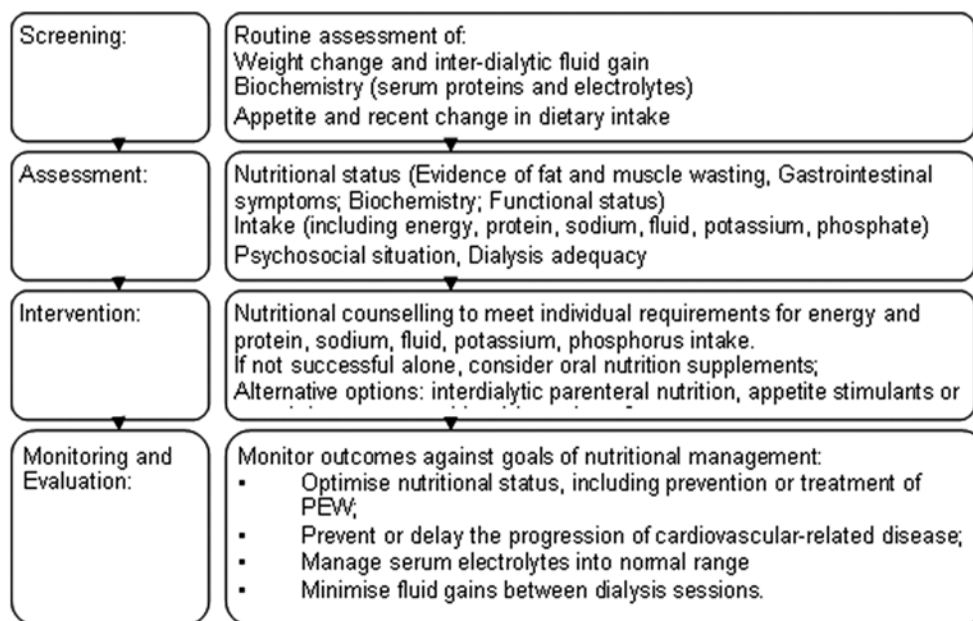 Screening:
Routine assessment of:
Weight change and inter-dialytic fluid gain
Biochemistry (serum proteins and electrolytes)
Appetite and recent change in dietary intake
Assessment:
Nutritional status (Evidence of fat and muscle wasting, Gastrointestinal
symptoms; Biochemistry; Functional status)
Intake (including energy, protein, sodium, fluid, potassium, phosphate)
Psychosocial situation, Dialysis adequacy
Intervention:
Nutritional counselling to meet individual requirements for energy and
protein, sodium, fluid, potassium, phosphorus intake.
If not successful alone, consider oral nutrition supplements;
Alternative options: interdialytic parenteral nutrition, appetite stimulants or
Monitoring and
Evaluation:
Monitor outcomes against goals of nutritional management:
▪ Optimise nutritional status, including prevention or treatment of
PEW;
▪ Prevent or delay the progression of cardiovascular-related disease;
▪ Manage serum electrolytes into normal range
▪ Minimise fluid gains between dialysis sessions.